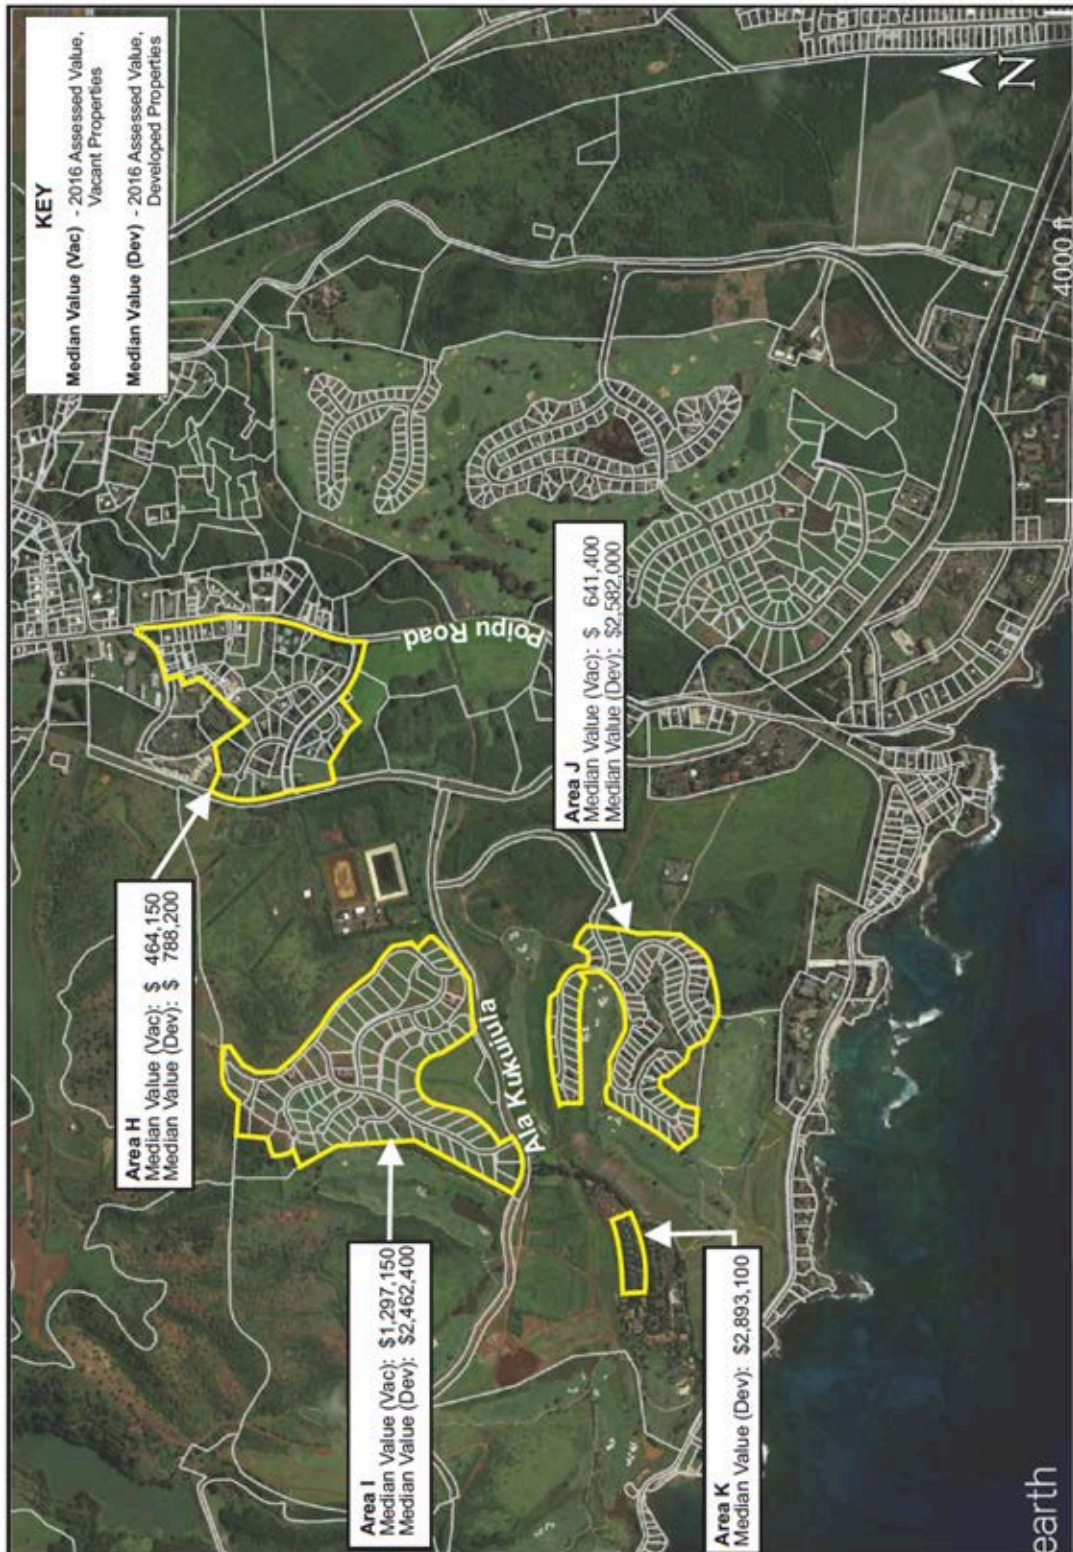 KEY
Median Value (Vac) - 2016 Assessed Value,
Vacant Properties
Median Value (Dev) - 2016 Assessed Value,
Developed Properties
Area H
Median Value (Vac): $ 464,150
Median Value (Dev): $ 788,200
Area I
Median Value (Vac): $1,297,150
Median Value (Dev): $2,462,400
Area J
Median Value (Vac): $ 641,400
Median Value (Dev): $2,582,000
Area K
Median Value (Dev): $2,893,100
Poipu Road
Ala Kukuiula
N
4000 ft
earth